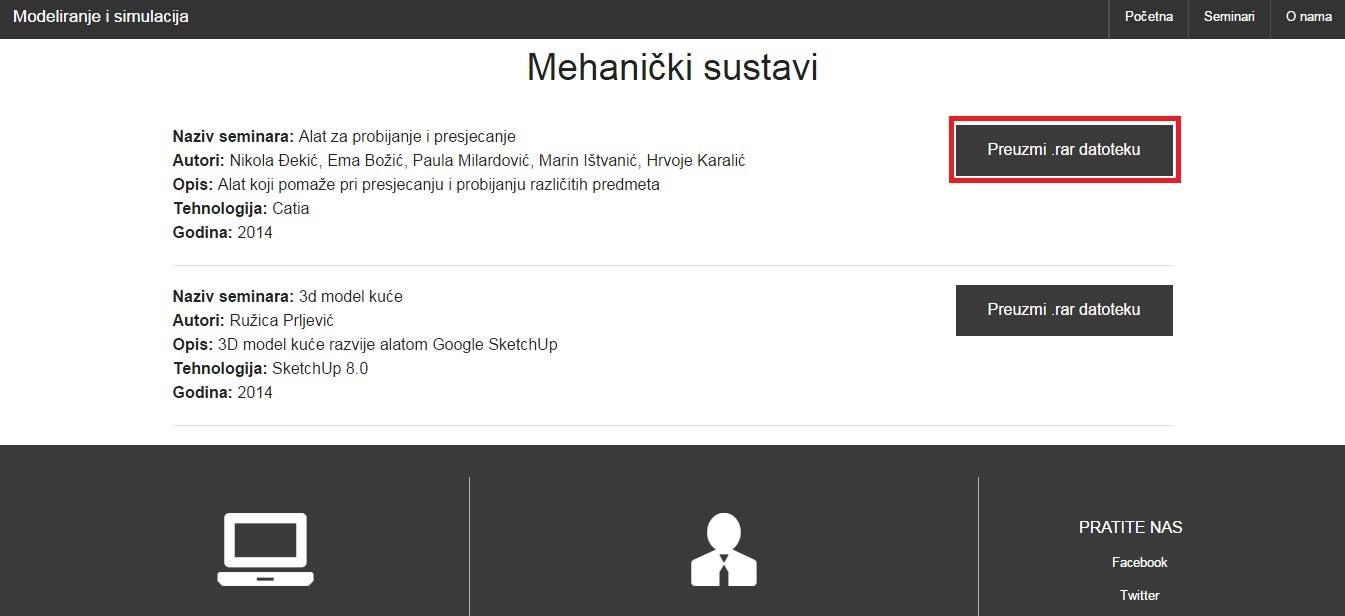 Modeliranje i simulacija
Početna
Seminari
O nama
Mehanički sustavi
Naziv seminara: Alat za probijanje i presjecanje
Autori: Nikola Đekić, Ema Božić, Paula Milardović, Marin Ištvanić, Hrvoje Karalić
Opis: Alat koji pomaže pri presjecanju i probijanju različitih predmeta
Tehnologija: Catia
Godina: 2014
Preuzmi .rar datoteku
Naziv seminara: 3d model kuće
Autori: Ružica Prljević
Opis: 3D model kuće razvije alatom Google SketchUp
Tehnologija: SketchUp 8.0
Godina: 2014
Preuzmi .rar datoteku
PRATITE NAS
Facebook
Twitter